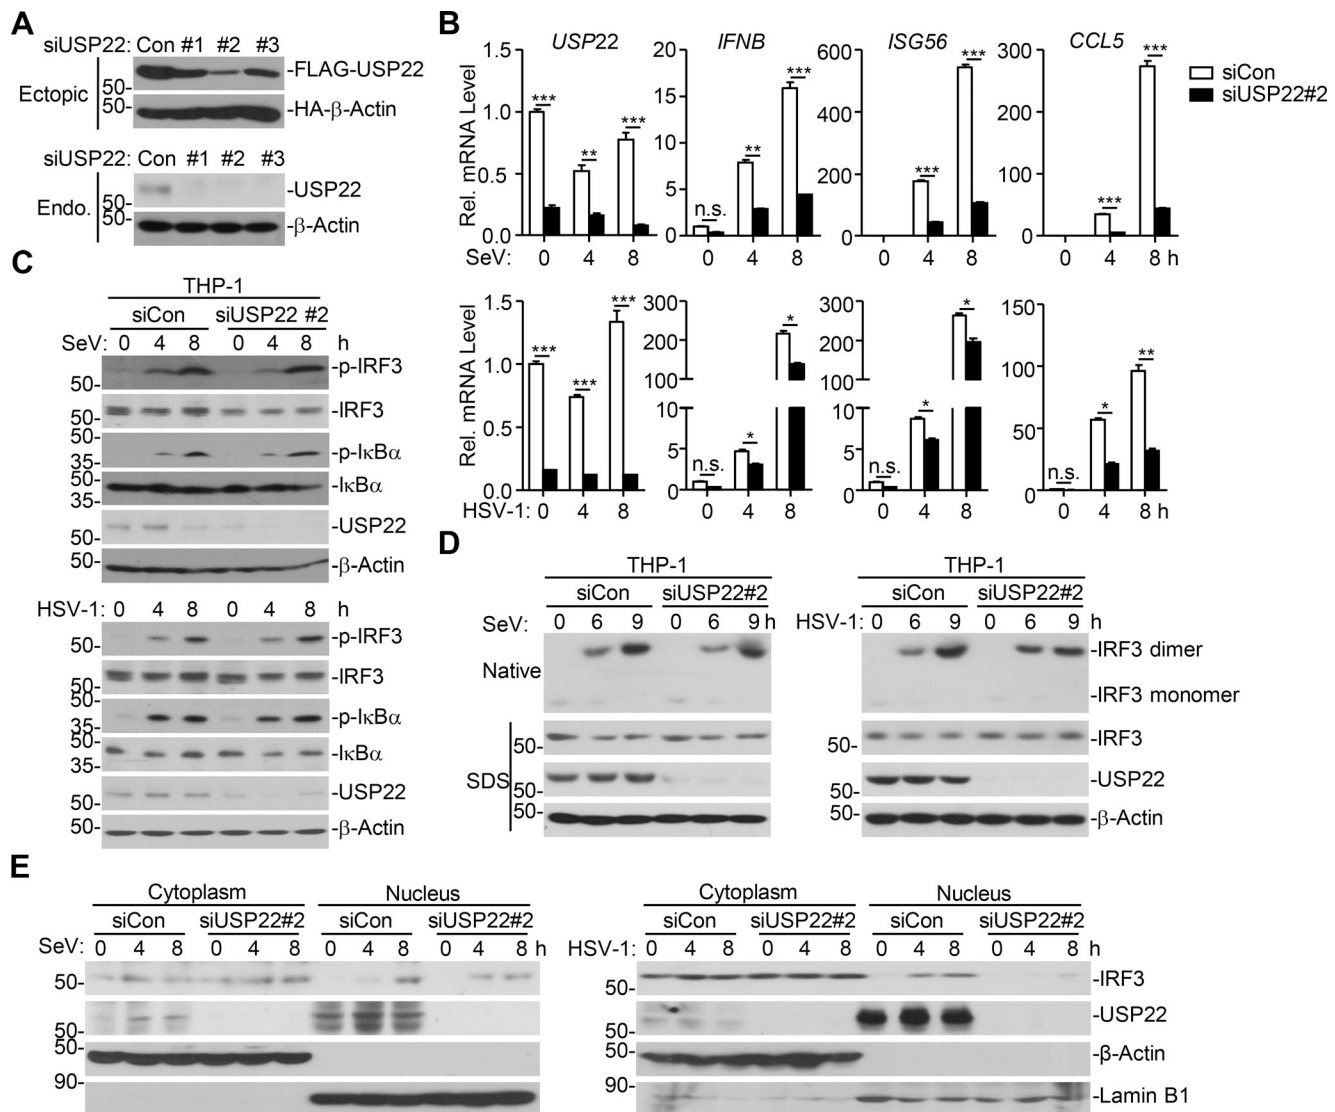 A
siUSP22: Con #1 #2 #3
Ectopic
50-
50-
-FLAG-USP22
-HA-β-Actin
siUSP22: Con #1 #2 #3
Endo.
50-
50-
-USP22
-β-Actin
B
USP22 IFNB ISG56 CCL5
siCon
siUSP22#2
Rel. mRNA Level
1.5 1.0 0.5 0.0
20 15 10 5 0
600 400 200 0
300 200 100 0
*** ** ***
n.s. ** ***
*** ***
*** ***
SeV: 0 4 8 0 4 8 0 4 8 0 4 8 h
Rel. mRNA Level
1.5 1.0 0.5 0.0
300 200 100 10 5 0
300 200 100 10 5 0
150 100 50 0
*** *** ***
n.s. * *
n.s. * *
n.s. * **
HSV-1: 0 4 8 0 4 8 0 4 8 0 4 8 h
C
THP-1
siCon siUSP22 #2
SeV: 0 4 8 0 4 8 h
50- -p-IRF3
50- -IRF3
50-
35- -p-IκBα
50-
35- -IκBα
50- -USP22
50- -β-Actin
HSV-1: 0 4 8 0 4 8 h
50- -p-IRF3
50- -IRF3
50-
35- -p-IκBα
50-
35- -IκBα
50- -USP22
50- -β-Actin
D
THP-1 THP-1
siCon siUSP22#2 siCon siUSP22#2
SeV: 0 6 9 0 6 9 h HSV-1: 0 6 9 0 6 9 h
Native
-IRF3 dimer
-IRF3 monomer
SDS
50- 50- -IRF3
50- 50- -USP22
50- 50- -β-Actin
E
Cytoplasm Nucleus Cytoplasm Nucleus
siCon siUSP22#2 siCon siUSP22#2 siCon siUSP22#2 siCon siUSP22#2
SeV: 0 4 8 0 4 8 0 4 8 0 4 8 h HSV-1: 0 4 8 0 4 8 0 4 8 0 4 8 h
50- 50- -IRF3
50- 50- -USP22
50- 50- -β-Actin
90- 90- -Lamin B1